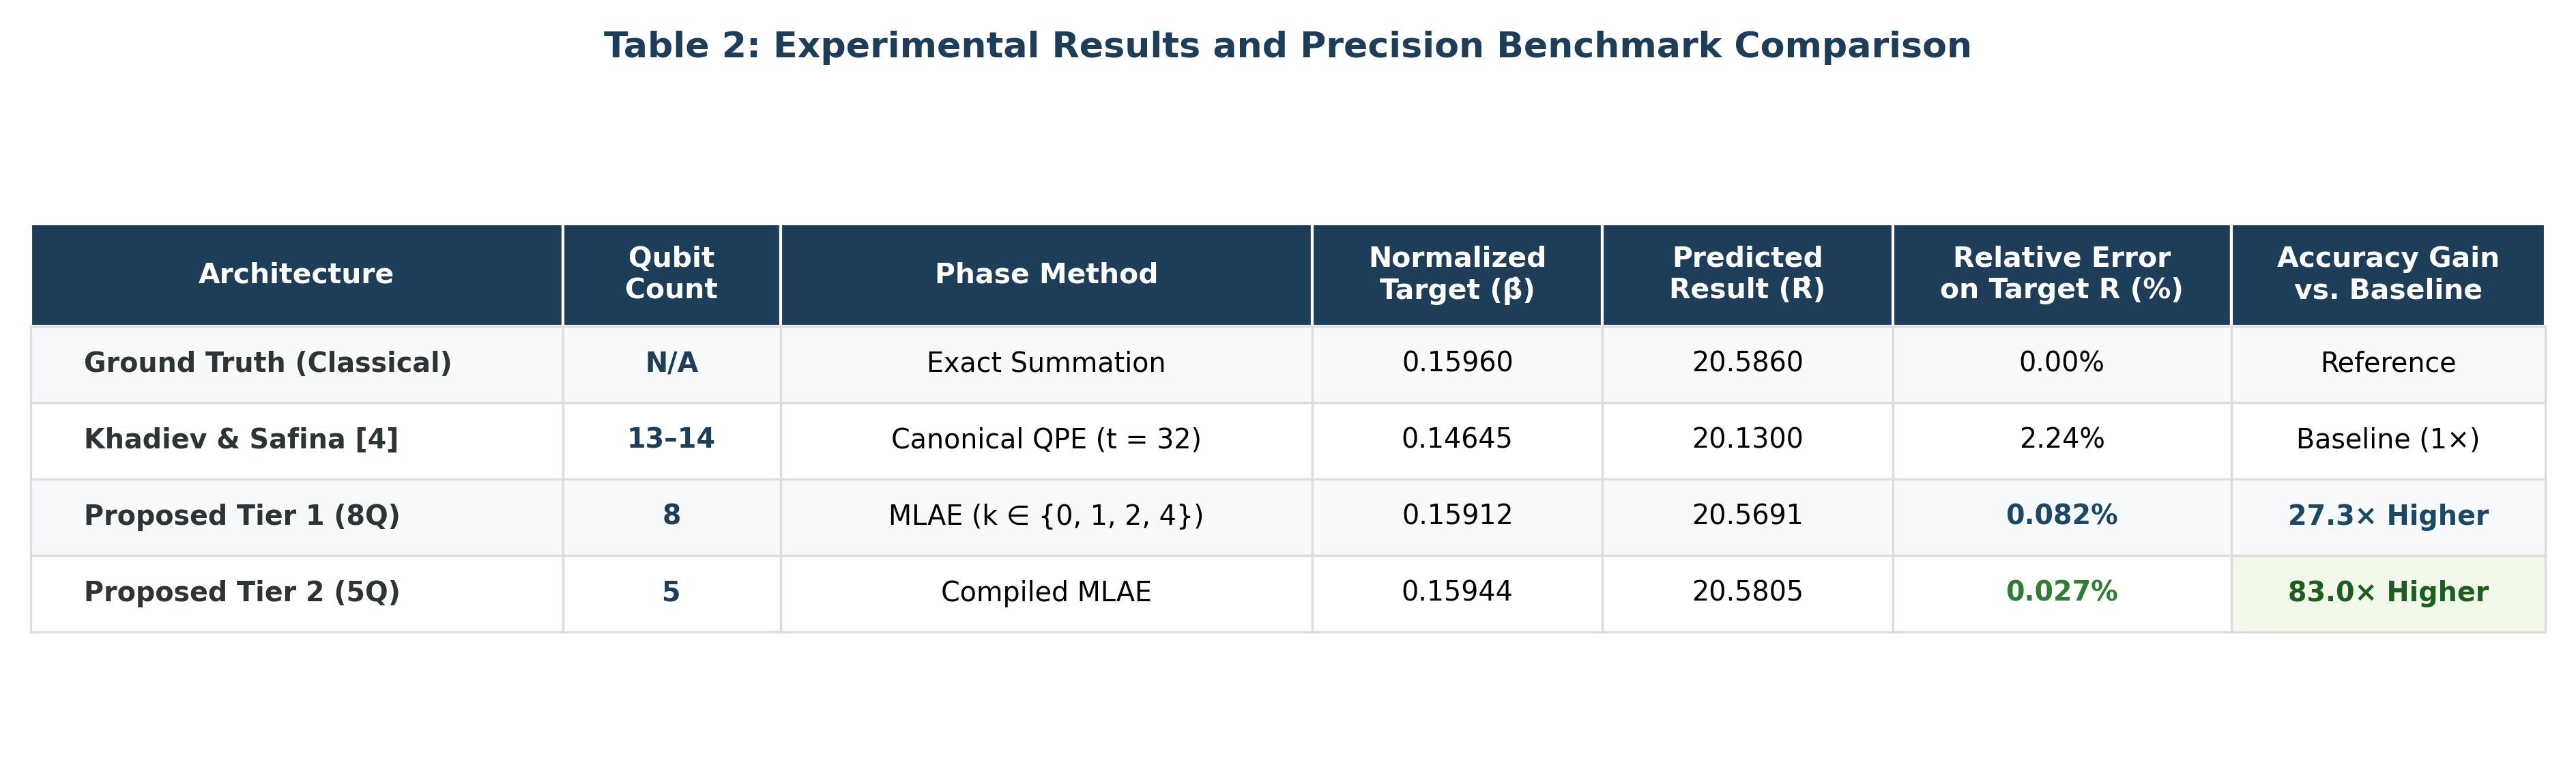 Table 2: Experimental Results and Precision Benchmark Comparison
Architecture
Qubit
Count
Phase Method
Normalized
Target (β̂)
Predicted
Result (R̂)
Relative Error
on Target R (%)
Accuracy Gain
vs. Baseline
Ground Truth (Classical) N/A Exact Summation 0.15960 20.5860 0.00% Reference
Khadiev & Safina [4] 13–14 Canonical QPE (t = 32) 0.14645 20.1300 2.24% Baseline (1×)
Proposed Tier 1 (8Q) 8 MLAE (k ∈ {0, 1, 2, 4}) 0.15912 20.5691 0.082% 27.3× Higher
Proposed Tier 2 (5Q) 5 Compiled MLAE 0.15944 20.5805 0.027% 83.0× Higher